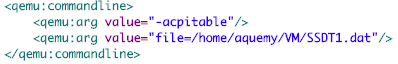 <qemu:commandline>
<qemu:arg value="-acpitable"/>
<qemu:arg value="file=/home/aquemy/VM/SSDT1.dat"/>
</qemu:commandline>